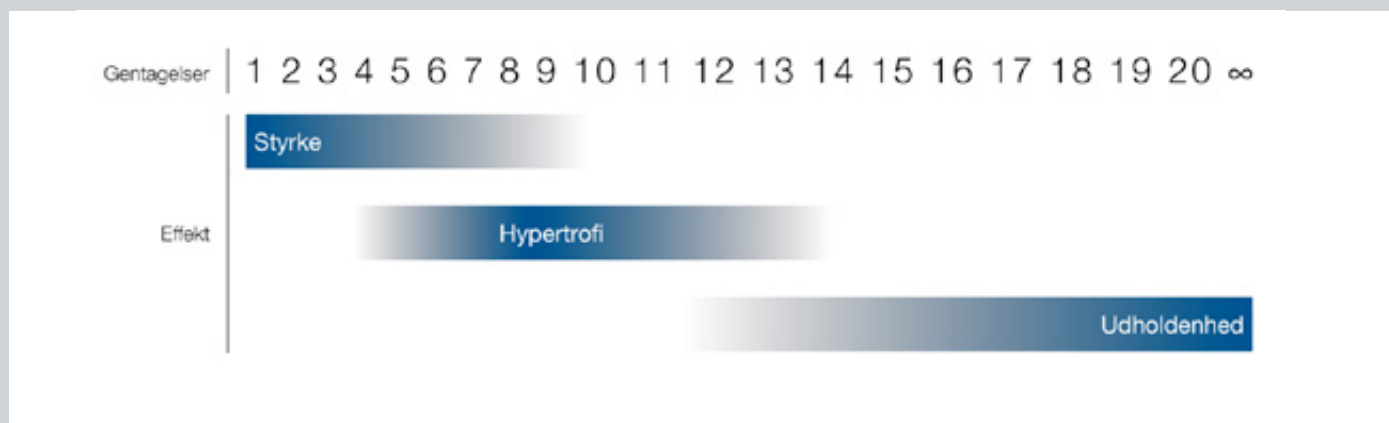 Gentagelser 1 2 3 4 5 6 7 8 9 10 11 12 13 14 15 16 17 18 19 20 ∞
Styrke
Effekt Hypertrofi
Udholdenhed